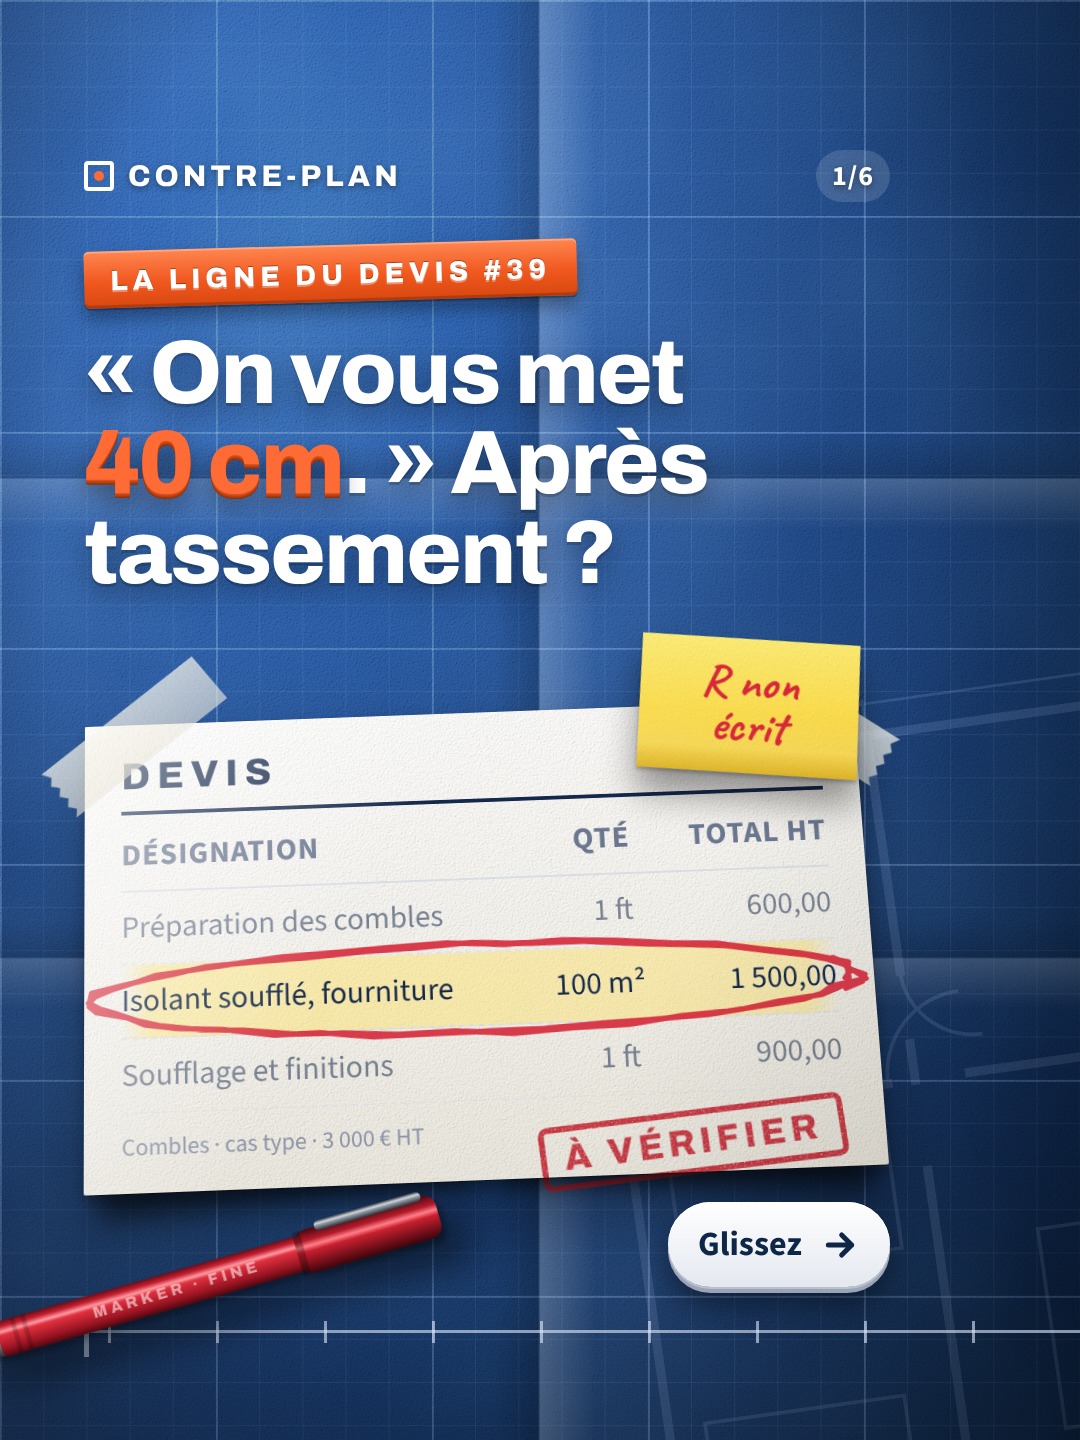 CONTRE-PLAN
1/6
LA LIGNE DU DEVIS #39
« On vous met
40 cm. » Après
tassement ?
R non
écrit
DEVIS
DÉSIGNATION QTÉ TOTAL HT
Préparation des combles 1 ft 600,00
Isolant soufflé, fourniture 100 m² 1 500,00
Soufflage et finitions 1 ft 900,00
Combles · cas type · 3 000 € HT
À VÉRIFIER
Glissez →
MARKER · FINE